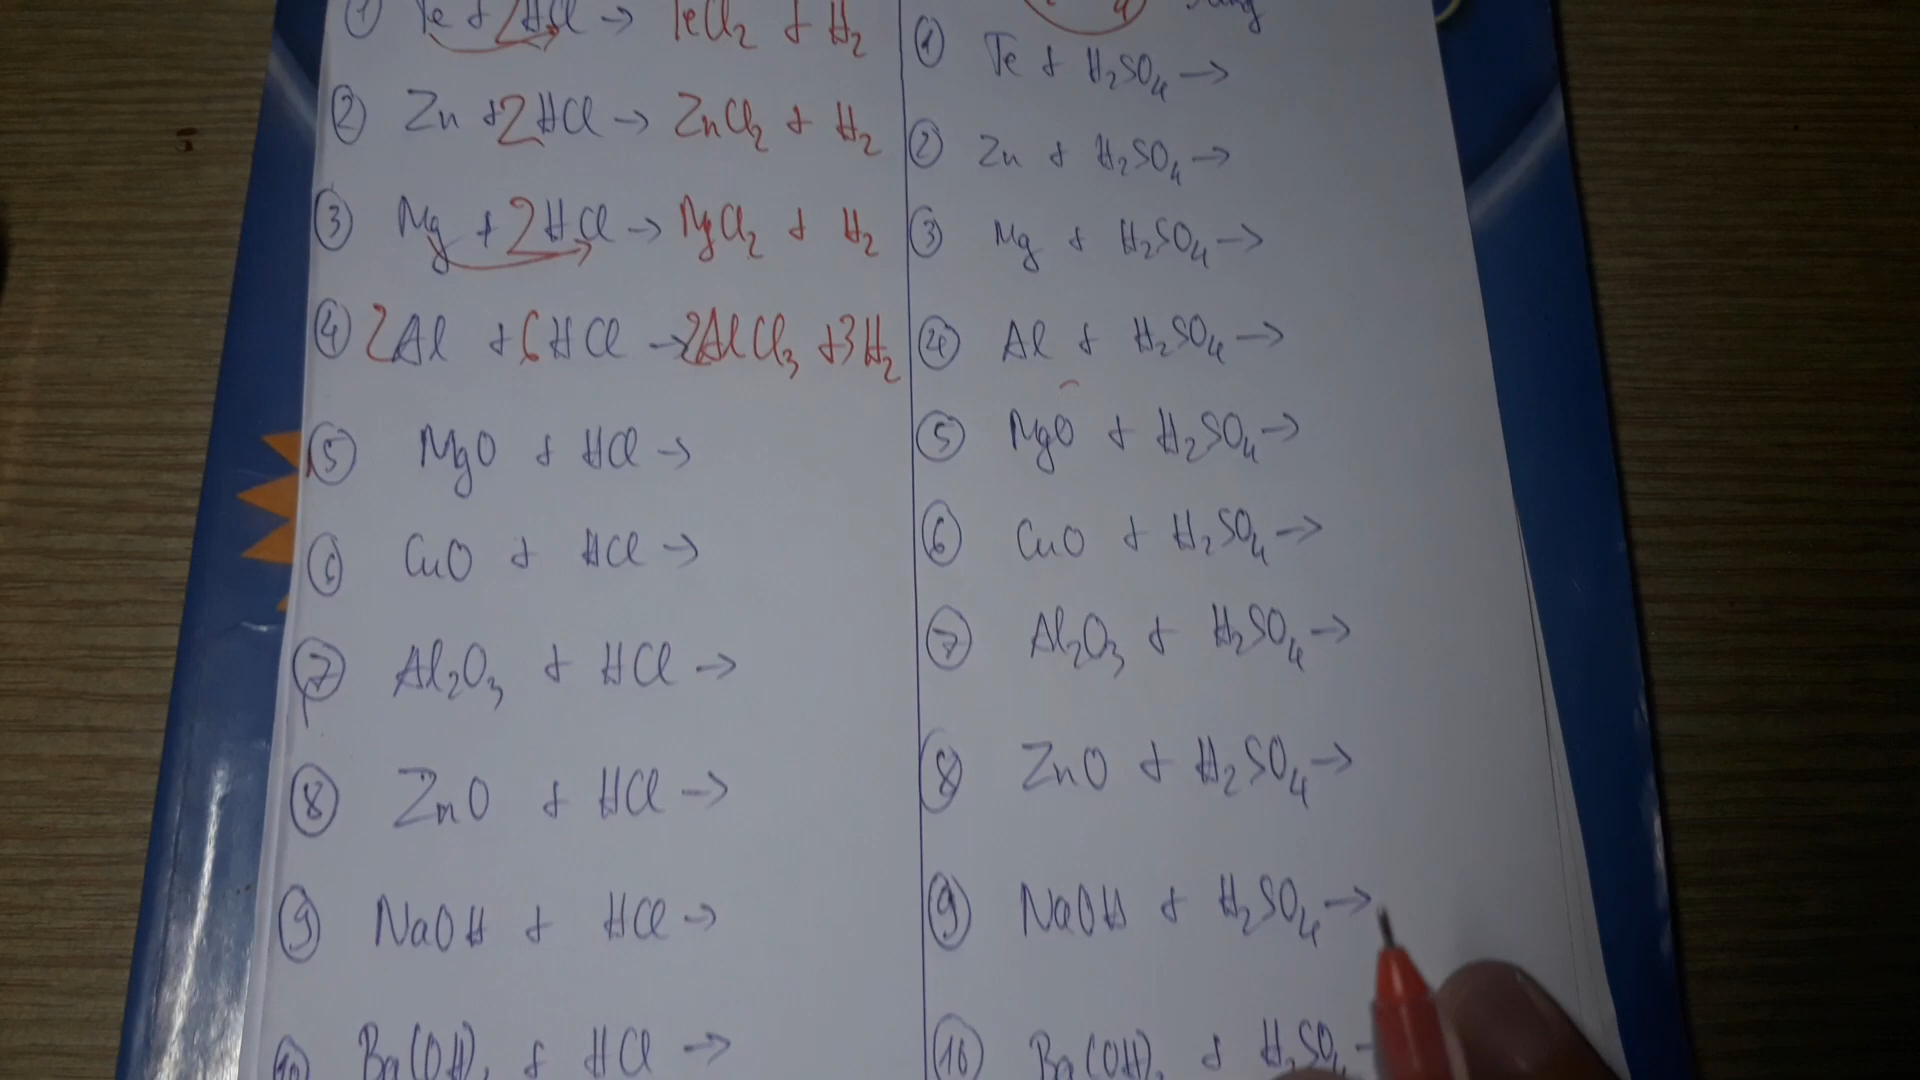 ① Fe + 2HCl → FeCl₂ + H₂
② Zn + 2HCl → ZnCl₂ + H₂
③ Mg + 2HCl → MgCl₂ + H₂
④ 2Al + 6HCl → 2AlCl₃ + 3H₂
⑤ MgO + HCl →
⑥ CuO + HCl →
⑦ Al₂O₃ + HCl →
⑧ ZnO + HCl →
⑨ NaOH + HCl →
⑩ Ba(OH)₂ + HCl →
① Fe + H₂SO₄ →
② Zn + H₂SO₄ →
③ Mg + H₂SO₄ →
④ Al + H₂SO₄ →
⑤ MgO + H₂SO₄ →
⑥ CuO + H₂SO₄ →
⑦ Al₂O₃ + H₂SO₄ →
⑧ ZnO + H₂SO₄ →
⑨ NaOH + H₂SO₄ →
⑩ Ba(OH)₂ + H₂SO₄